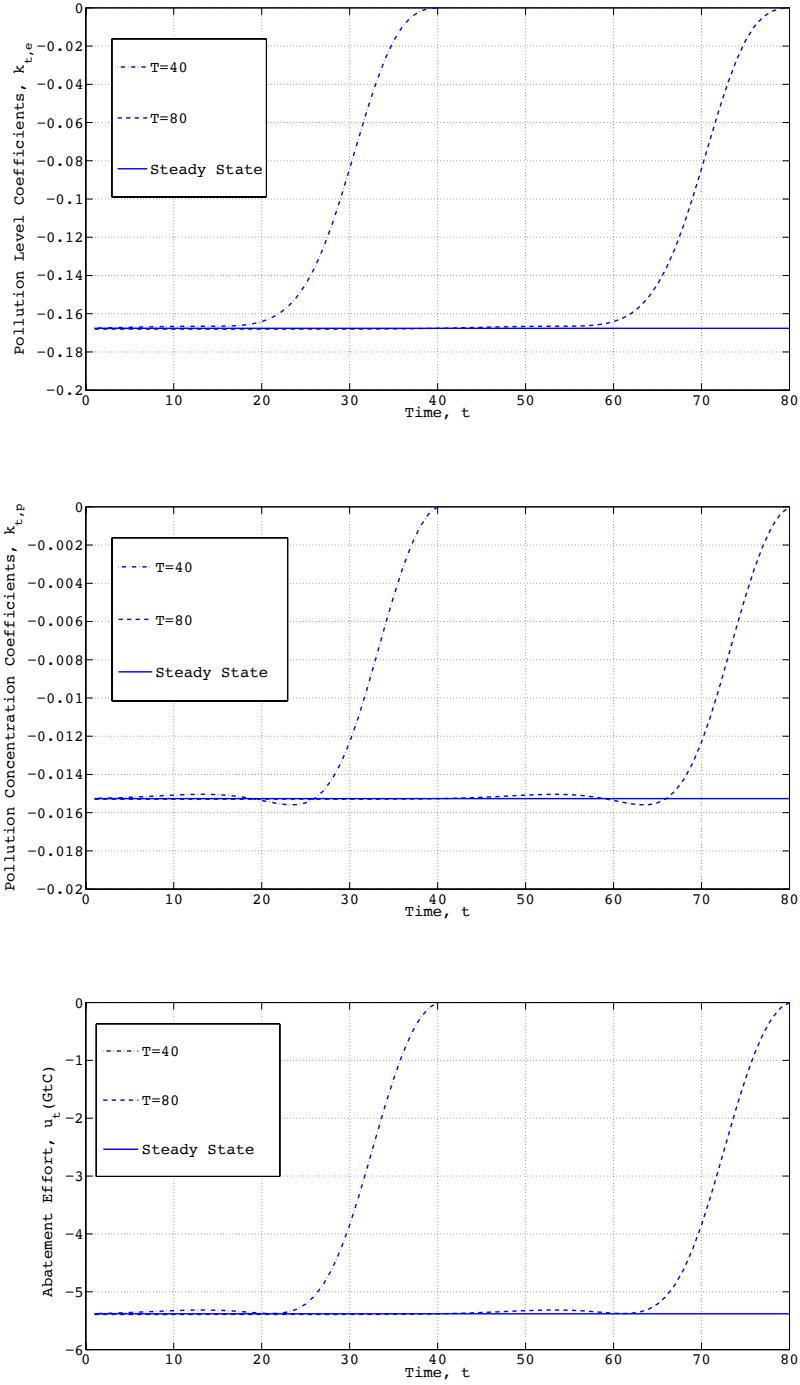 0
−0.02
−0.04
−0.06
−0.08
−0.1
−0.12
−0.14
−0.16
−0.18
−0.2
Pollution Level Coefficients, k_{t,e}
T=40
T=80
Steady State
0 10 20 30 40 50 60 70 80
Time, t
0
−0.002
−0.004
−0.006
−0.008
−0.01
−0.012
−0.014
−0.016
−0.018
−0.02
Pollution Concentration Coefficients, k_{t,p}
T=40
T=80
Steady State
0 10 20 30 40 50 60 70 80
Time, t
0
−1
−2
−3
−4
−5
−6
Abatement Effort, u_t(GtC)
T=40
T=80
Steady State
0 10 20 30 40 50 60 70 80
Time, t